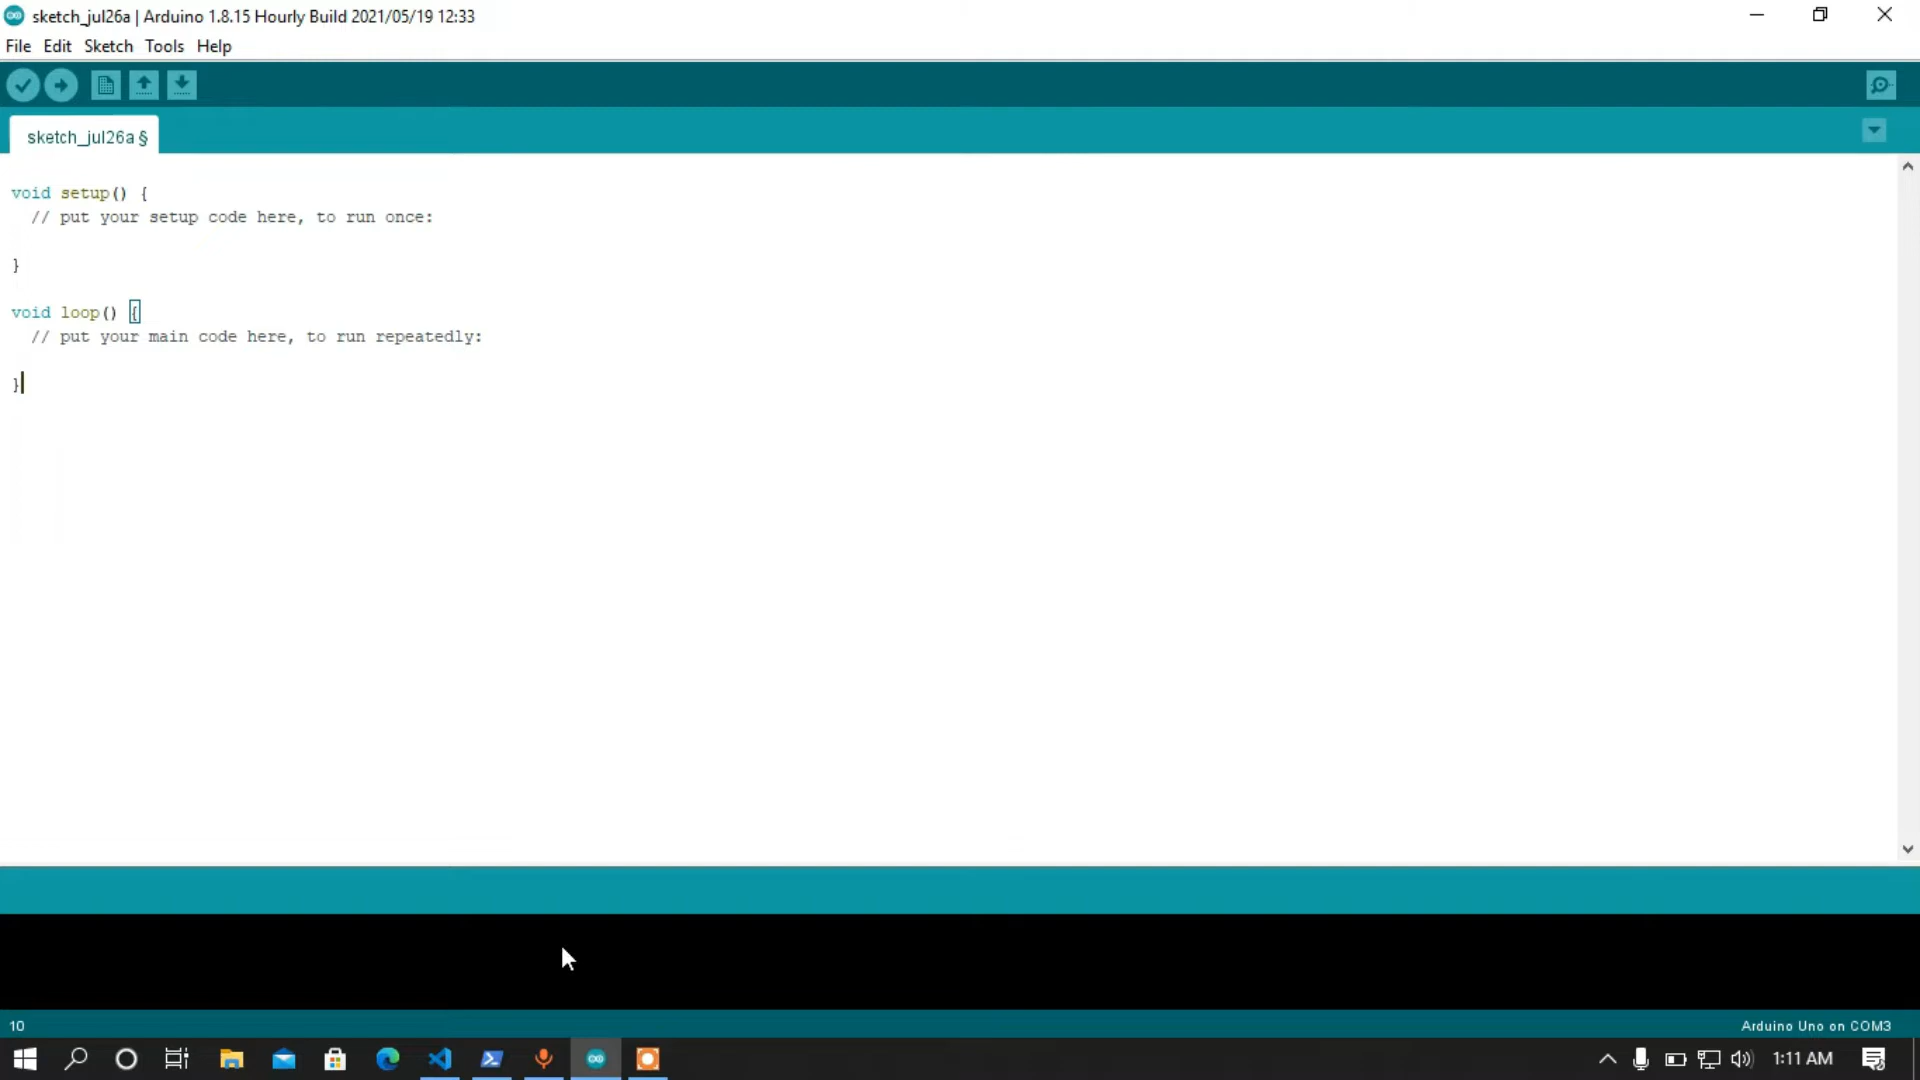 sketch_jul26a | Arduino 1.8.15 Hourly Build 2021/05/19 12:33
File Edit Sketch Tools Help
sketch_jul26a §
void setup() {
// put your setup code here, to run once:
}
void loop() {
// put your main code here, to run repeatedly:
}
10
Arduino Uno on COM3
1:11 AM